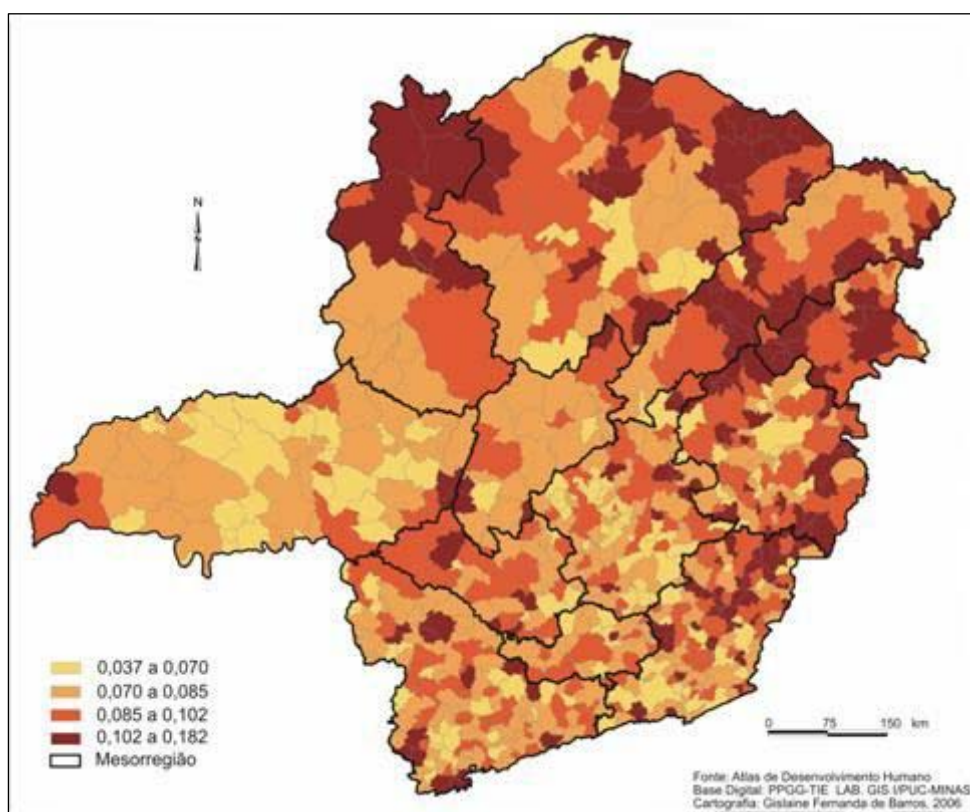 N
0,037 a 0,070
0,070 a 0,085
0,085 a 0,102
0,102 a 0,182
Mesorregião
0 75 150 km
Fonte: Atlas de Desenvolvimento Humano
Base Digital: PPGG-TIE LAB. GIS I/PUC-MINAS
Cartografia: Gislaine Fernanda de Barros, 2006